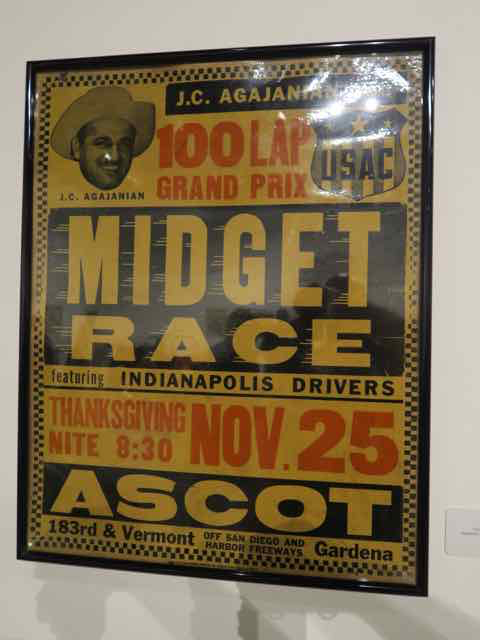 J.C. AGAJANIAN
J.C. AGAJANIAN
100 LAP
GRAND PRIX
USAC
MIDGET
RACE
featuring INDIANAPOLIS DRIVERS
THANKSGIVING
NITE 8:30
NOV. 25
ASCOT
183rd & Vermont
OFF SAN DIEGO AND
HARBOR FREEWAYS
Gardena